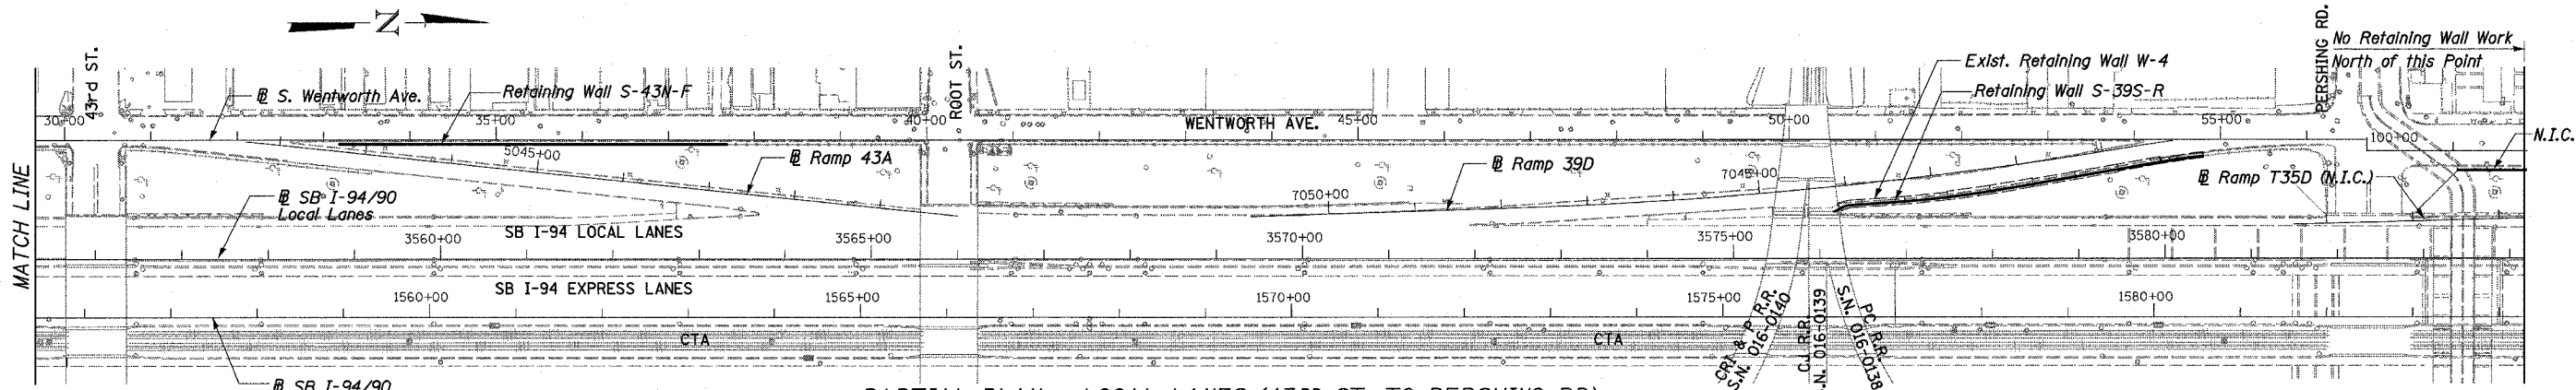 N
43rd ST.
ROOT ST.
PERSHING RD.
No Retaining Wall Work
North of this Point
Exist. Retaining Wall W-4
Retaining Wall S-39S-R
℄ S. Wentworth Ave.
Retaining Wall S-43N-F
30+00
35+00
40+00
WENTWORTH AVE.
45+00
50+00
55+00
100+00
N.I.C.
5045+00
℄ Ramp 43A
℄ Ramp 39D
7045+00
7050+00
℄ Ramp T35D (N.I.C.)
MATCH LINE
℄ SB I-94/90
Local Lanes
SB I-94 LOCAL LANES
3560+00
3565+00
3570+00
3575+00
3580+00
SB I-94 EXPRESS LANES
1560+00
1565+00
1570+00
1575+00
1580+00
CTA
CTA
CRI & P R.R.
S.N. 016-0140
C.J. R.R.
S.N. 016-0139
PC R.R.
S.N. 016-0138
℄ SB I-94/90